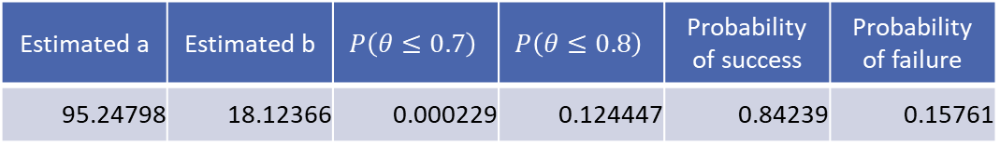 Estimated a Estimated b P(θ ≤ 0.7) P(θ ≤ 0.8) Probability of success Probability of failure
95.24798 18.12366 0.000229 0.124447 0.84239 0.15761